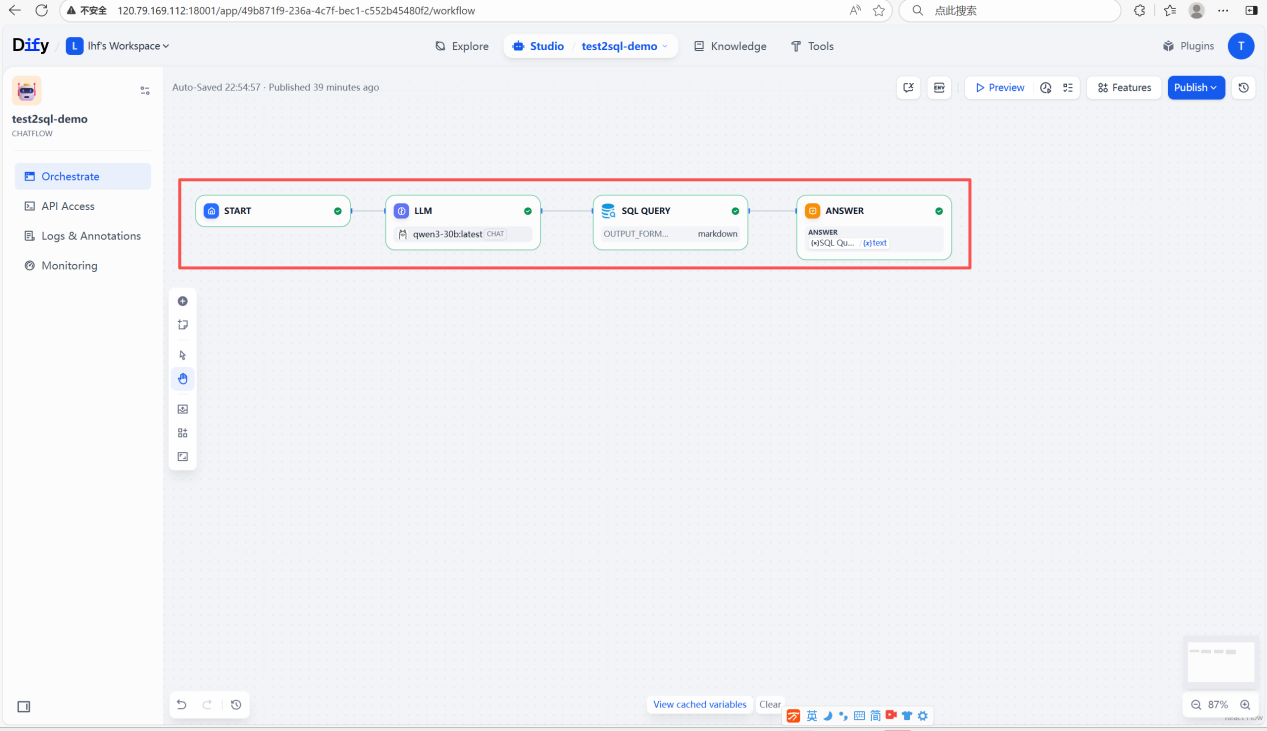 不安全 120.79.169.112:18001/app/49b871f9-236a-4c7f-bec1-c552b45480f2/workflow
点此搜索
Dify
L lhf's Workspace
Explore
Studio / test2sql-demo
Knowledge
Tools
Plugins
T
test2sql-demo
CHATFLOW
Orchestrate
API Access
Logs & Annotations
Monitoring
Auto-Saved 22:54:57 · Published 39 minutes ago
ENV
Preview
Features
Publish
START
LLM
qwen3-30b:latest CHAT
SQL QUERY
OUTPUT_FORM... markdown
ANSWER
ANSWER
{x}SQL Qu... / {x}text
View cached variables
Clear
英 简
87%
React Flow